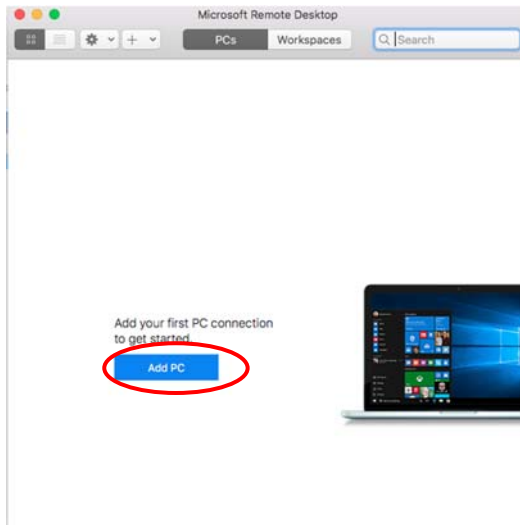 Microsoft Remote Desktop
PCs
Workspaces
Search
Add your first PC connection
to get started.
Add PC